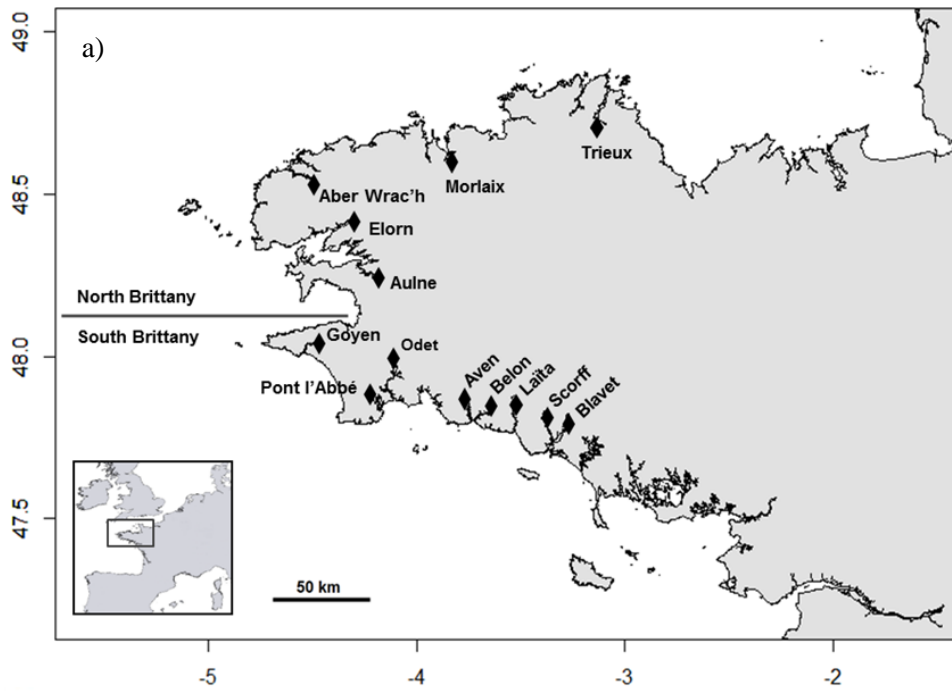 a)
49.0
48.5
48.0
47.5
Trieux
Morlaix
Aber Wrac'h
Elorn
Aulne
North Brittany
South Brittany
Goyen
Odet
Pont l'Abbé
Aven
Belon
Laïta
Scorff
Blavet
50 km
-5
-4
-3
-2